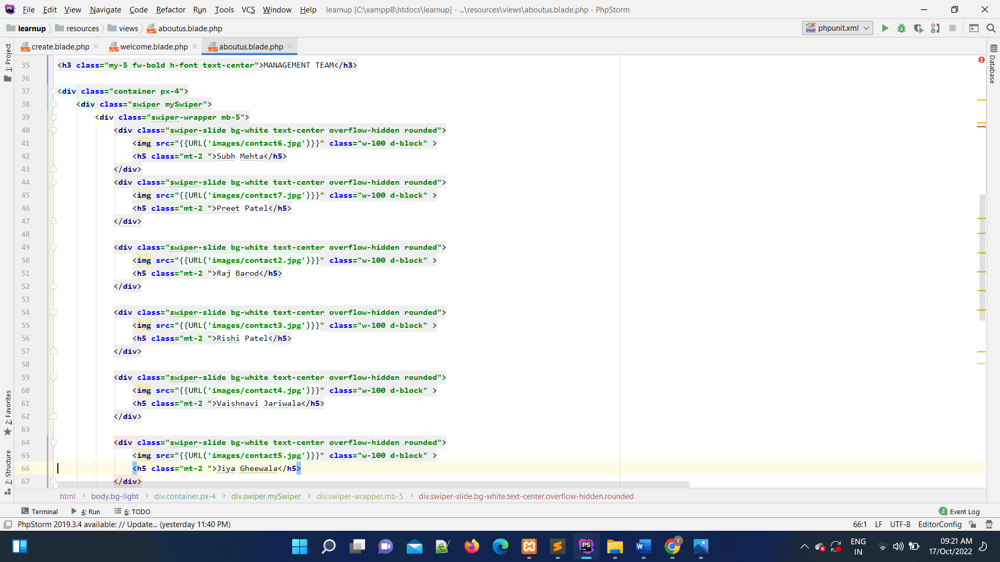 File Edit View Navigate Code Refactor Run Tools VCS Window Help learnup [C:\xampp8\htdocs\learnup] - ...\resources\views\aboutus.blade.php - PhpStorm
learnup resources views aboutus.blade.php phpunit.xml
create.blade.php welcome.blade.php aboutus.blade.php
1: Project
Database
35 <h3 class="my-5 fw-bold h-font text-center">MANAGEMENT TEAM</h3>
36
37 <div class="container px-4">
38 <div class="swiper mySwiper">
39 <div class="swiper-wrapper mb-5">
40 <div class="swiper-slide bg-white text-center overflow-hidden rounded">
41 <img src="{{URL('images/contact6.jpg')}}" class="w-100 d-block" >
42 <h5 class="mt-2 ">Subh Mehta</h5>
43 </div>
44 <div class="swiper-slide bg-white text-center overflow-hidden rounded">
45 <img src="{{URL('images/contact7.jpg')}}" class="w-100 d-block" >
46 <h5 class="mt-2 ">Preet Patel</h5>
47 </div>
48
49 <div class="swiper-slide bg-white text-center overflow-hidden rounded">
50 <img src="{{URL('images/contact2.jpg')}}" class="w-100 d-block" >
51 <h5 class="mt-2 ">Raj Barod</h5>
52 </div>
53
54 <div class="swiper-slide bg-white text-center overflow-hidden rounded">
55 <img src="{{URL('images/contact3.jpg')}}" class="w-100 d-block" >
56 <h5 class="mt-2 ">Rishi Patel</h5>
57 </div>
58
59 <div class="swiper-slide bg-white text-center overflow-hidden rounded">
60 <img src="{{URL('images/contact4.jpg')}}" class="w-100 d-block" >
61 <h5 class="mt-2 ">Vaishnavi Jariwala</h5>
62 </div>
63
64 <div class="swiper-slide bg-white text-center overflow-hidden rounded">
65 <img src="{{URL('images/contact5.jpg')}}" class="w-100 d-block" >
66 <h5 class="mt-2 ">Jiya Gheewala</h5>
67 </div>
2: Favorites
7: Structure
html body.bg-light div.container.px-4 div.swiper.mySwiper div.swiper-wrapper.mb-5 div.swiper-slide.bg-white.text-center.overflow-hidden.rounded
Terminal 4: Run 6: TODO 2 Event Log
PhpStorm 2019.3.4 available: // Update... (yesterday 11:40 PM) 66:1 LF UTF-8 EditorConfig
ENG 09:21 AM
IN 17/Oct/2022